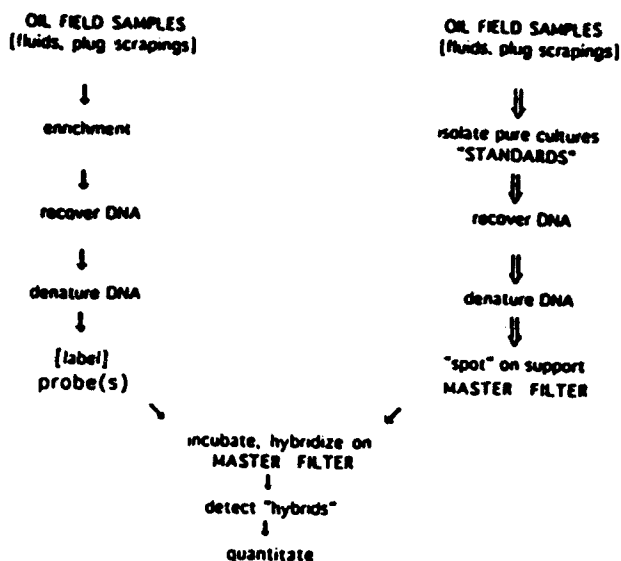 OIL FIELD SAMPLES
[fluids, plug scrapings]
enrichment
recover DNA
denature DNA
[label]
probe(s)
OIL FIELD SAMPLES
[fluids, plug scrapings]
isolate pure cultures
"STANDARDS"
recover DNA
denature DNA
"spot" on support
MASTER FILTER
incubate, hybridize on
MASTER FILTER
detect "hybrids"
quantitate